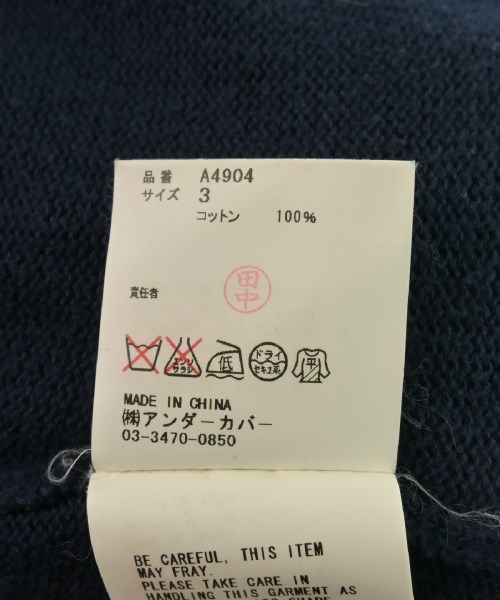 品番 A4904
サイズ 3
コットン 100%
田中
責任者
エンソサラシ
低
ドライ
セキユ系
平
MADE IN CHINA
㈱アンダーカバー
03-3470-0850
BE CAREFUL, THIS ITEM
MAY FRAY.
PLEASE TAKE CARE IN
HANDLING THIS GARMENT AS